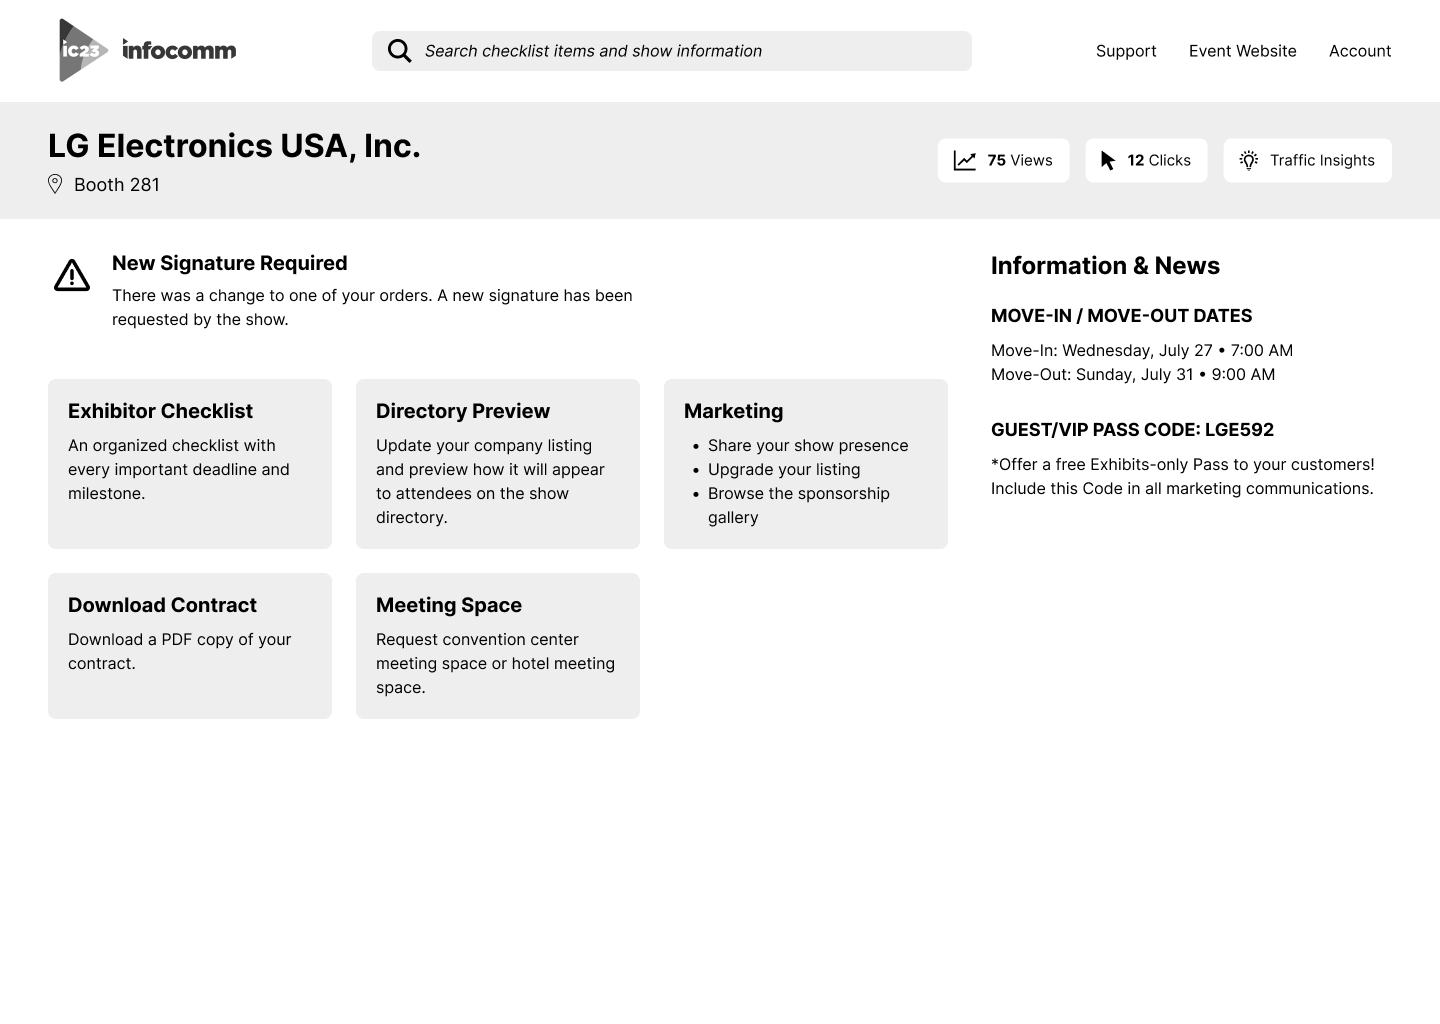 ic23 infocomm
Search checklist items and show information
Support
Event Website
Account
LG Electronics USA, Inc.
Booth 281
75 Views
12 Clicks
Traffic Insights
New Signature Required
There was a change to one of your orders. A new signature has been
requested by the show.
Exhibitor Checklist
An organized checklist with
every important deadline and
milestone.
Directory Preview
Update your company listing
and preview how it will appear
to attendees on the show
directory.
Marketing
• Share your show presence
• Upgrade your listing
• Browse the sponsorship
gallery
Download Contract
Download a PDF copy of your
contract.
Meeting Space
Request convention center
meeting space or hotel meeting
space.
Information & News
MOVE-IN / MOVE-OUT DATES
Move-In: Wednesday, July 27 • 7:00 AM
Move-Out: Sunday, July 31 • 9:00 AM
GUEST/VIP PASS CODE: LGE592
*Offer a free Exhibits-only Pass to your customers!
Include this Code in all marketing communications.